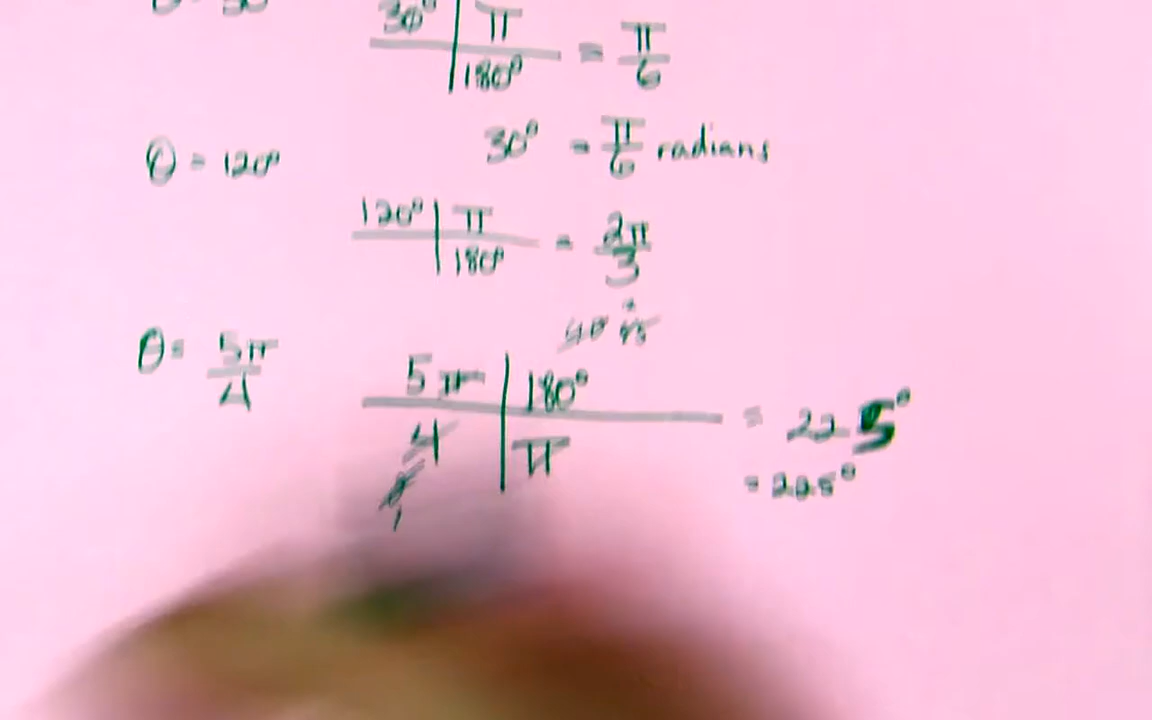 30° | π
180° = π/6
θ = 120° 30° = π/6 radians
120° | π
180° = 2π/3
θ = 5π/4 5π | 180°
4 | π = 225°
= 225°